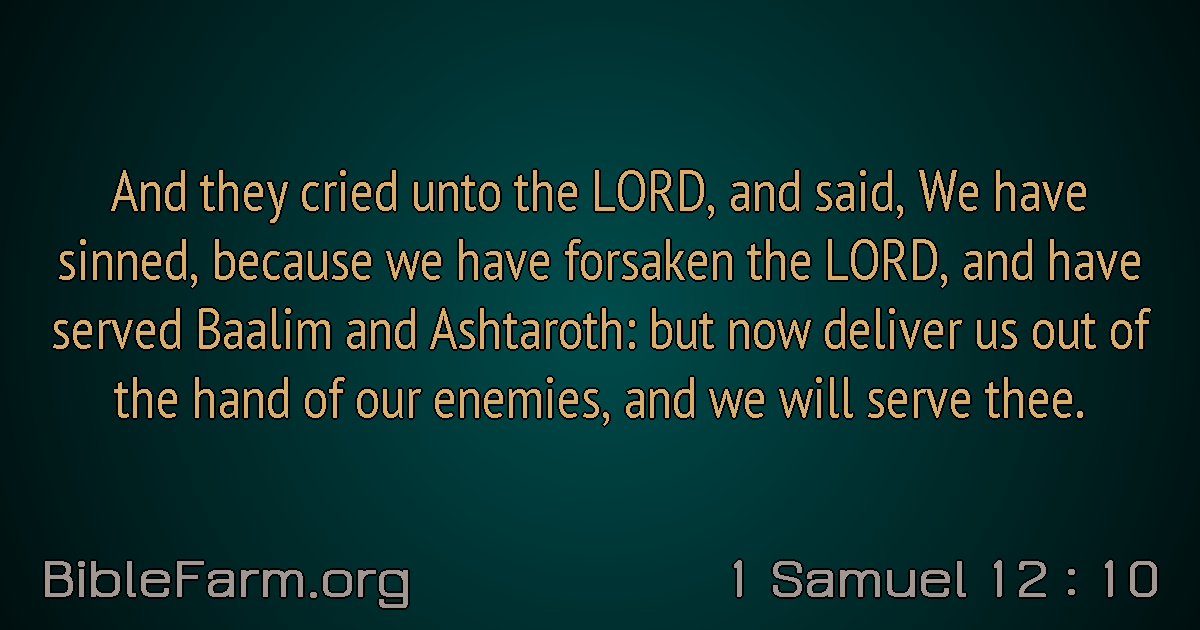 And they cried unto the LORD, and said, We have
sinned, because we have forsaken the LORD, and have
served Baalim and Ashtaroth: but now deliver us out of
the hand of our enemies, and we will serve thee.
BibleFarm.org
1 Samuel 12 : 10